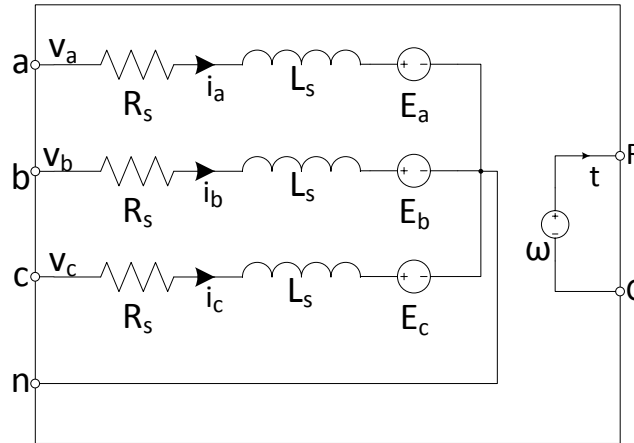 a v_a R_s i_a L_s + - E_a
b v_b R_s i_b L_s + - E_b
c v_c R_s i_c L_s + - E_c
n
t
+ - ω